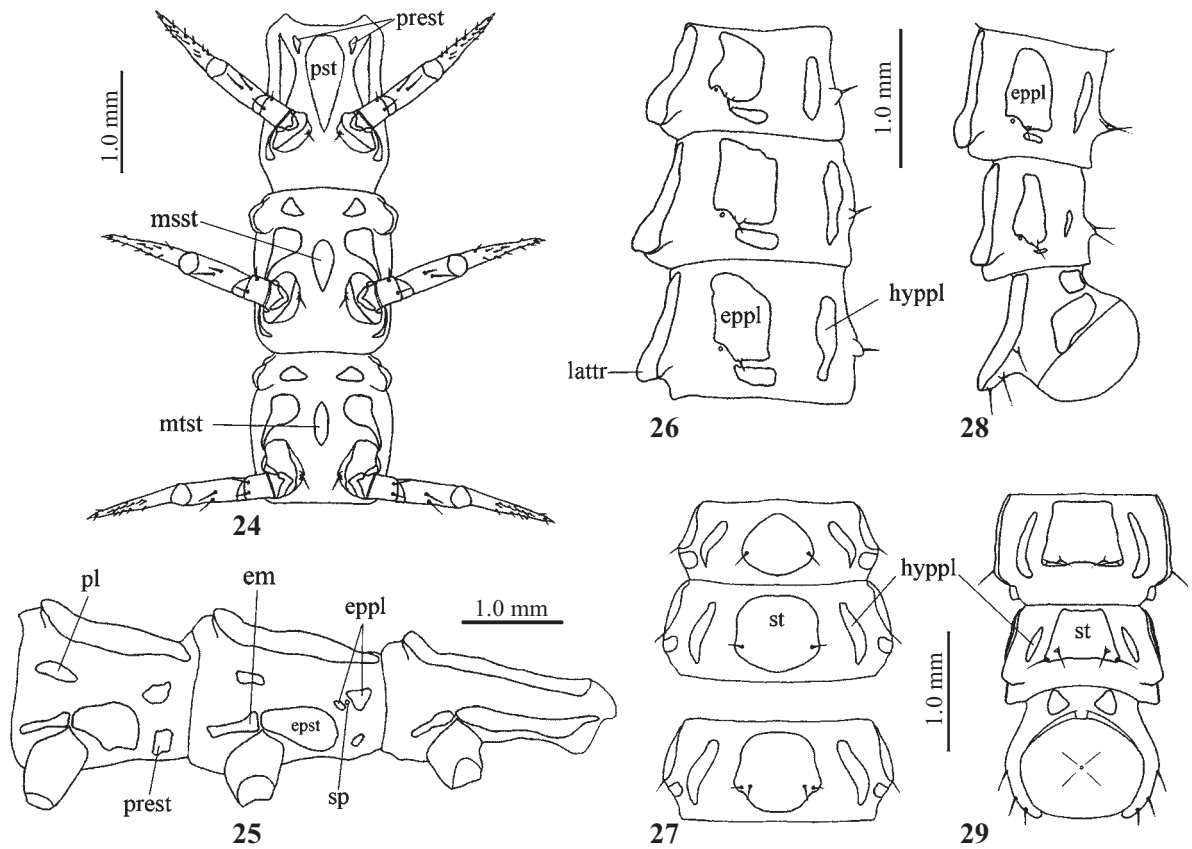 prest
pst
1.0 mm
msst
mtst
24
1.0 mm
eppl
hyppl
lattr
26
eppl
28
pl
em
eppl
1.0 mm
epst
prest
sp
25
hyppl
st
27
1.0 mm
st
29